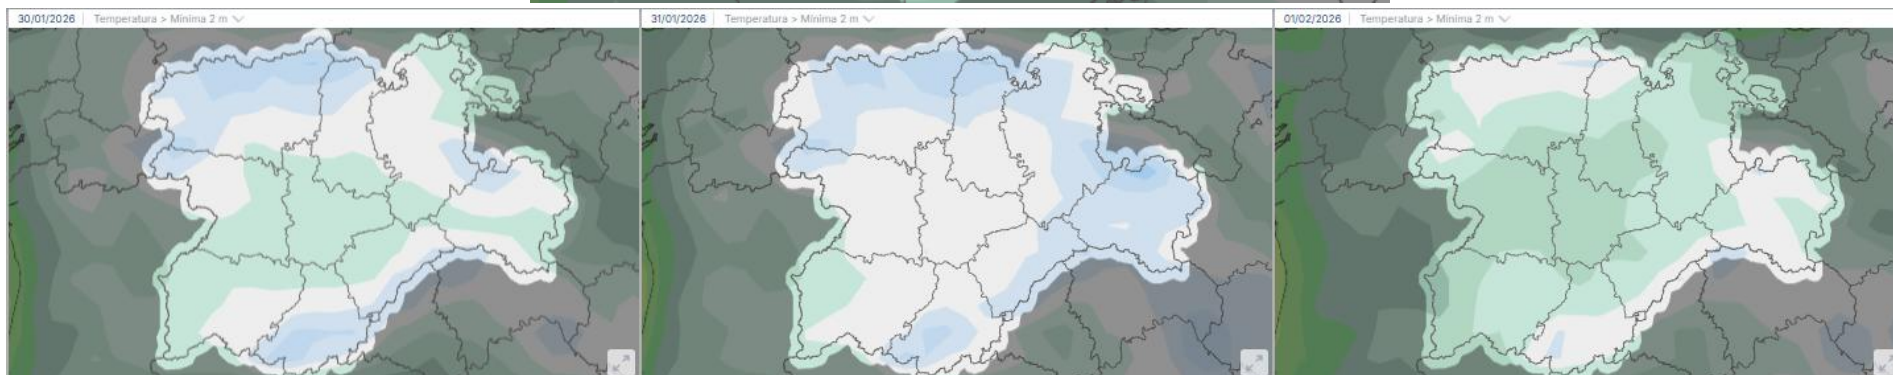 30/01/2026 Temperatura > Mínima 2 m
31/01/2026 Temperatura > Mínima 2 m
01/02/2026 Temperatura > Mínima 2 m